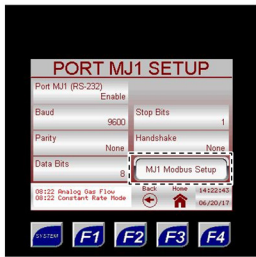 PORT MJ1 SETUP
Port MJ1 (RS-232)
Enable
Baud
9600
Stop Bits
1
Parity
None
Handshake
None
Data Bits
8
MJ1 Modbus Setup
08:22 Analog Gas Flow
08:22 Constant Rate Mode
Back
Home
14:22:43
06/20/17
SYSTEM
F1
F2
F3
F4